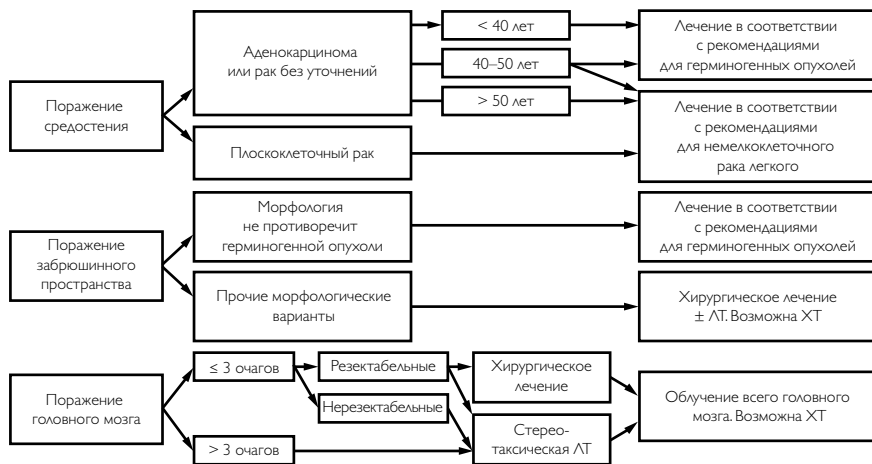 Поражение
средостения
Аденокарцинома
или рак без уточнений
< 40 лет
40–50 лет
> 50 лет
Лечение в соответствии
с рекомендациями
для герминогенных опухолей
Плоскоклеточный рак
Лечение в соответствии
с рекомендациями
для немелкоклеточного
рака легкого
Поражение
забрюшинного
пространства
Морфология
не противоречит
герминогенной опухоли
Лечение в соответствии
с рекомендациями
для герминогенных опухолей
Прочие морфологические
варианты
Хирургическое лечение
± ЛТ. Возможна ХТ
Поражение
головного мозга
≤ 3 очагов
Резектабельные
Нерезектабельные
> 3 очагов
Хирургическое
лечение
Стерео-
таксическая ЛТ
Облучение всего головного
мозга. Возможна ХТ